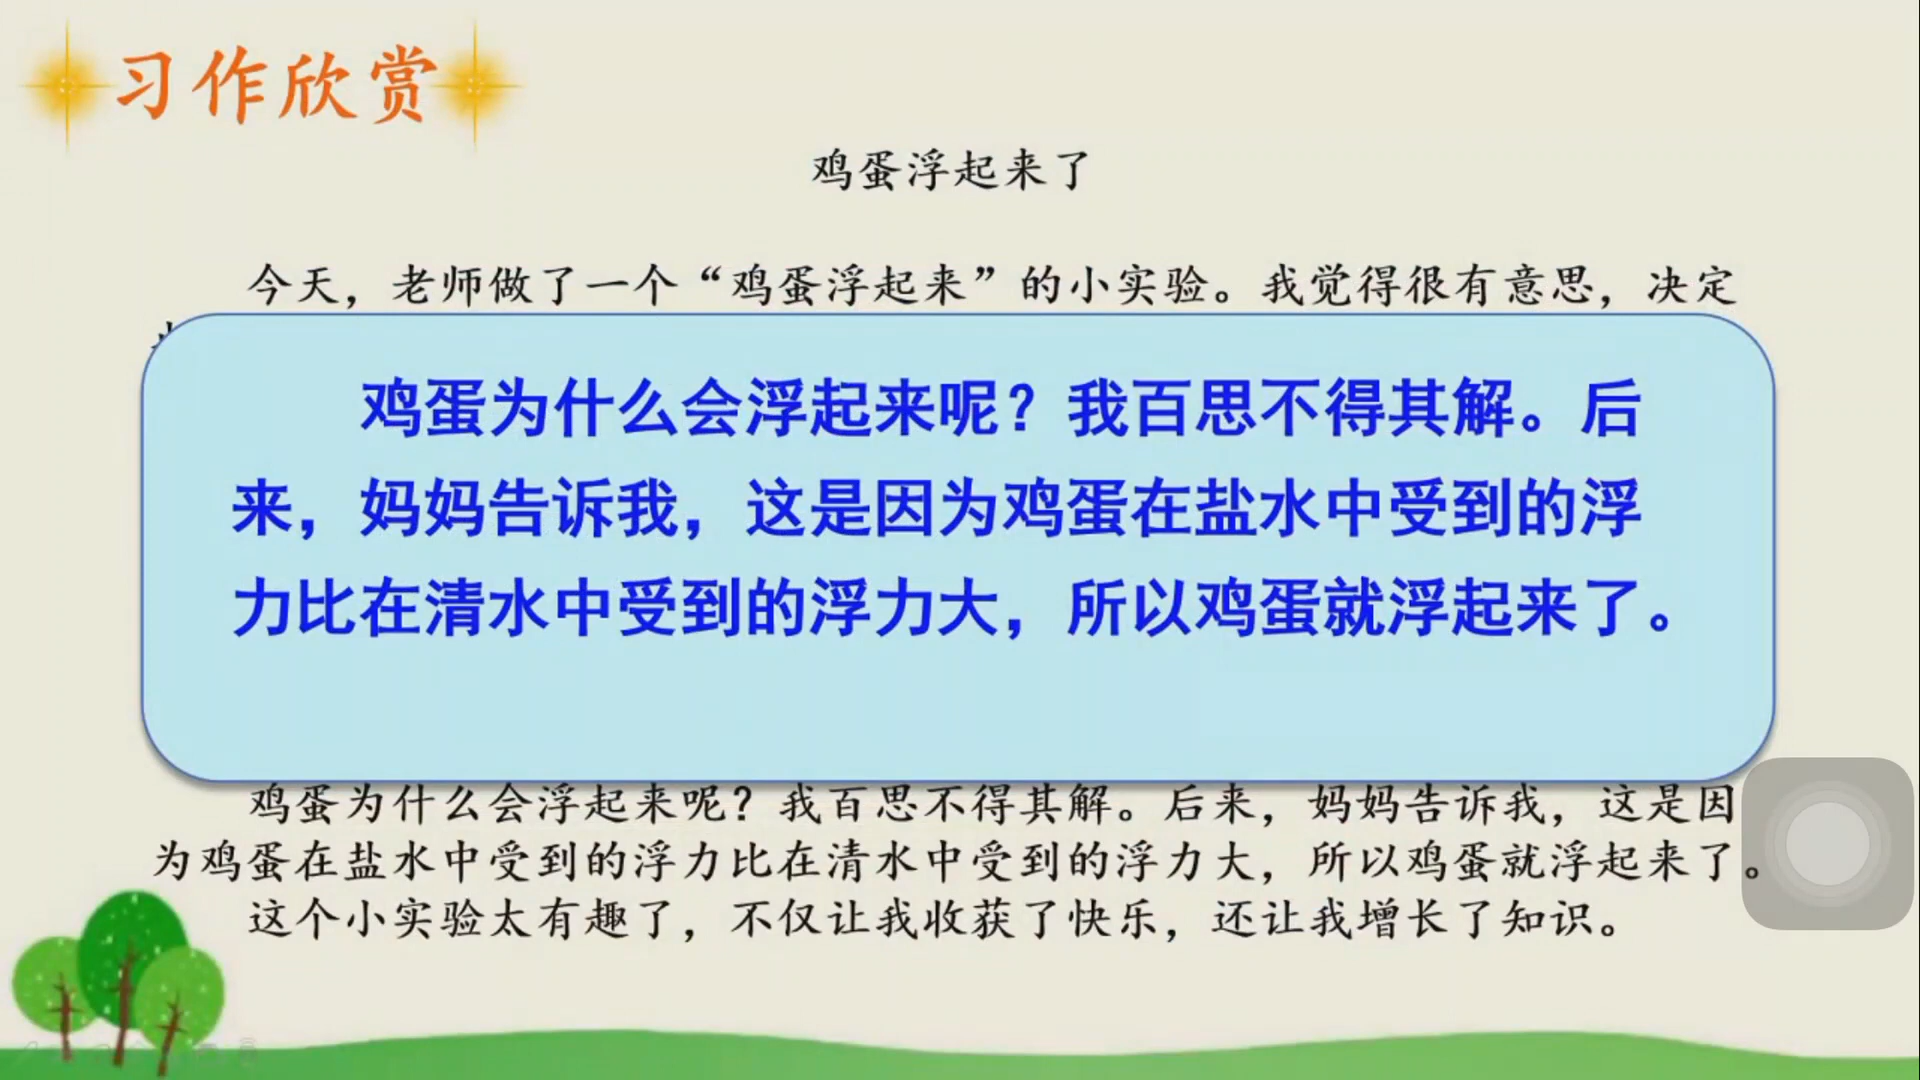 习作欣赏
鸡蛋浮起来了
今天，老师做了一个“鸡蛋浮起来”的小实验。我觉得很有意思，决定
鸡蛋为什么会浮起来呢？我百思不得其解。后
来，妈妈告诉我，这是因为鸡蛋在盐水中受到的浮
力比在清水中受到的浮力大，所以鸡蛋就浮起来了。
鸡蛋为什么会浮起来呢？我百思不得其解。后来，妈妈告诉我，这是因
为鸡蛋在盐水中受到的浮力比在清水中受到的浮力大，所以鸡蛋就浮起来了。
这个小实验太有趣了，不仅让我收获了快乐，还让我增长了知识。